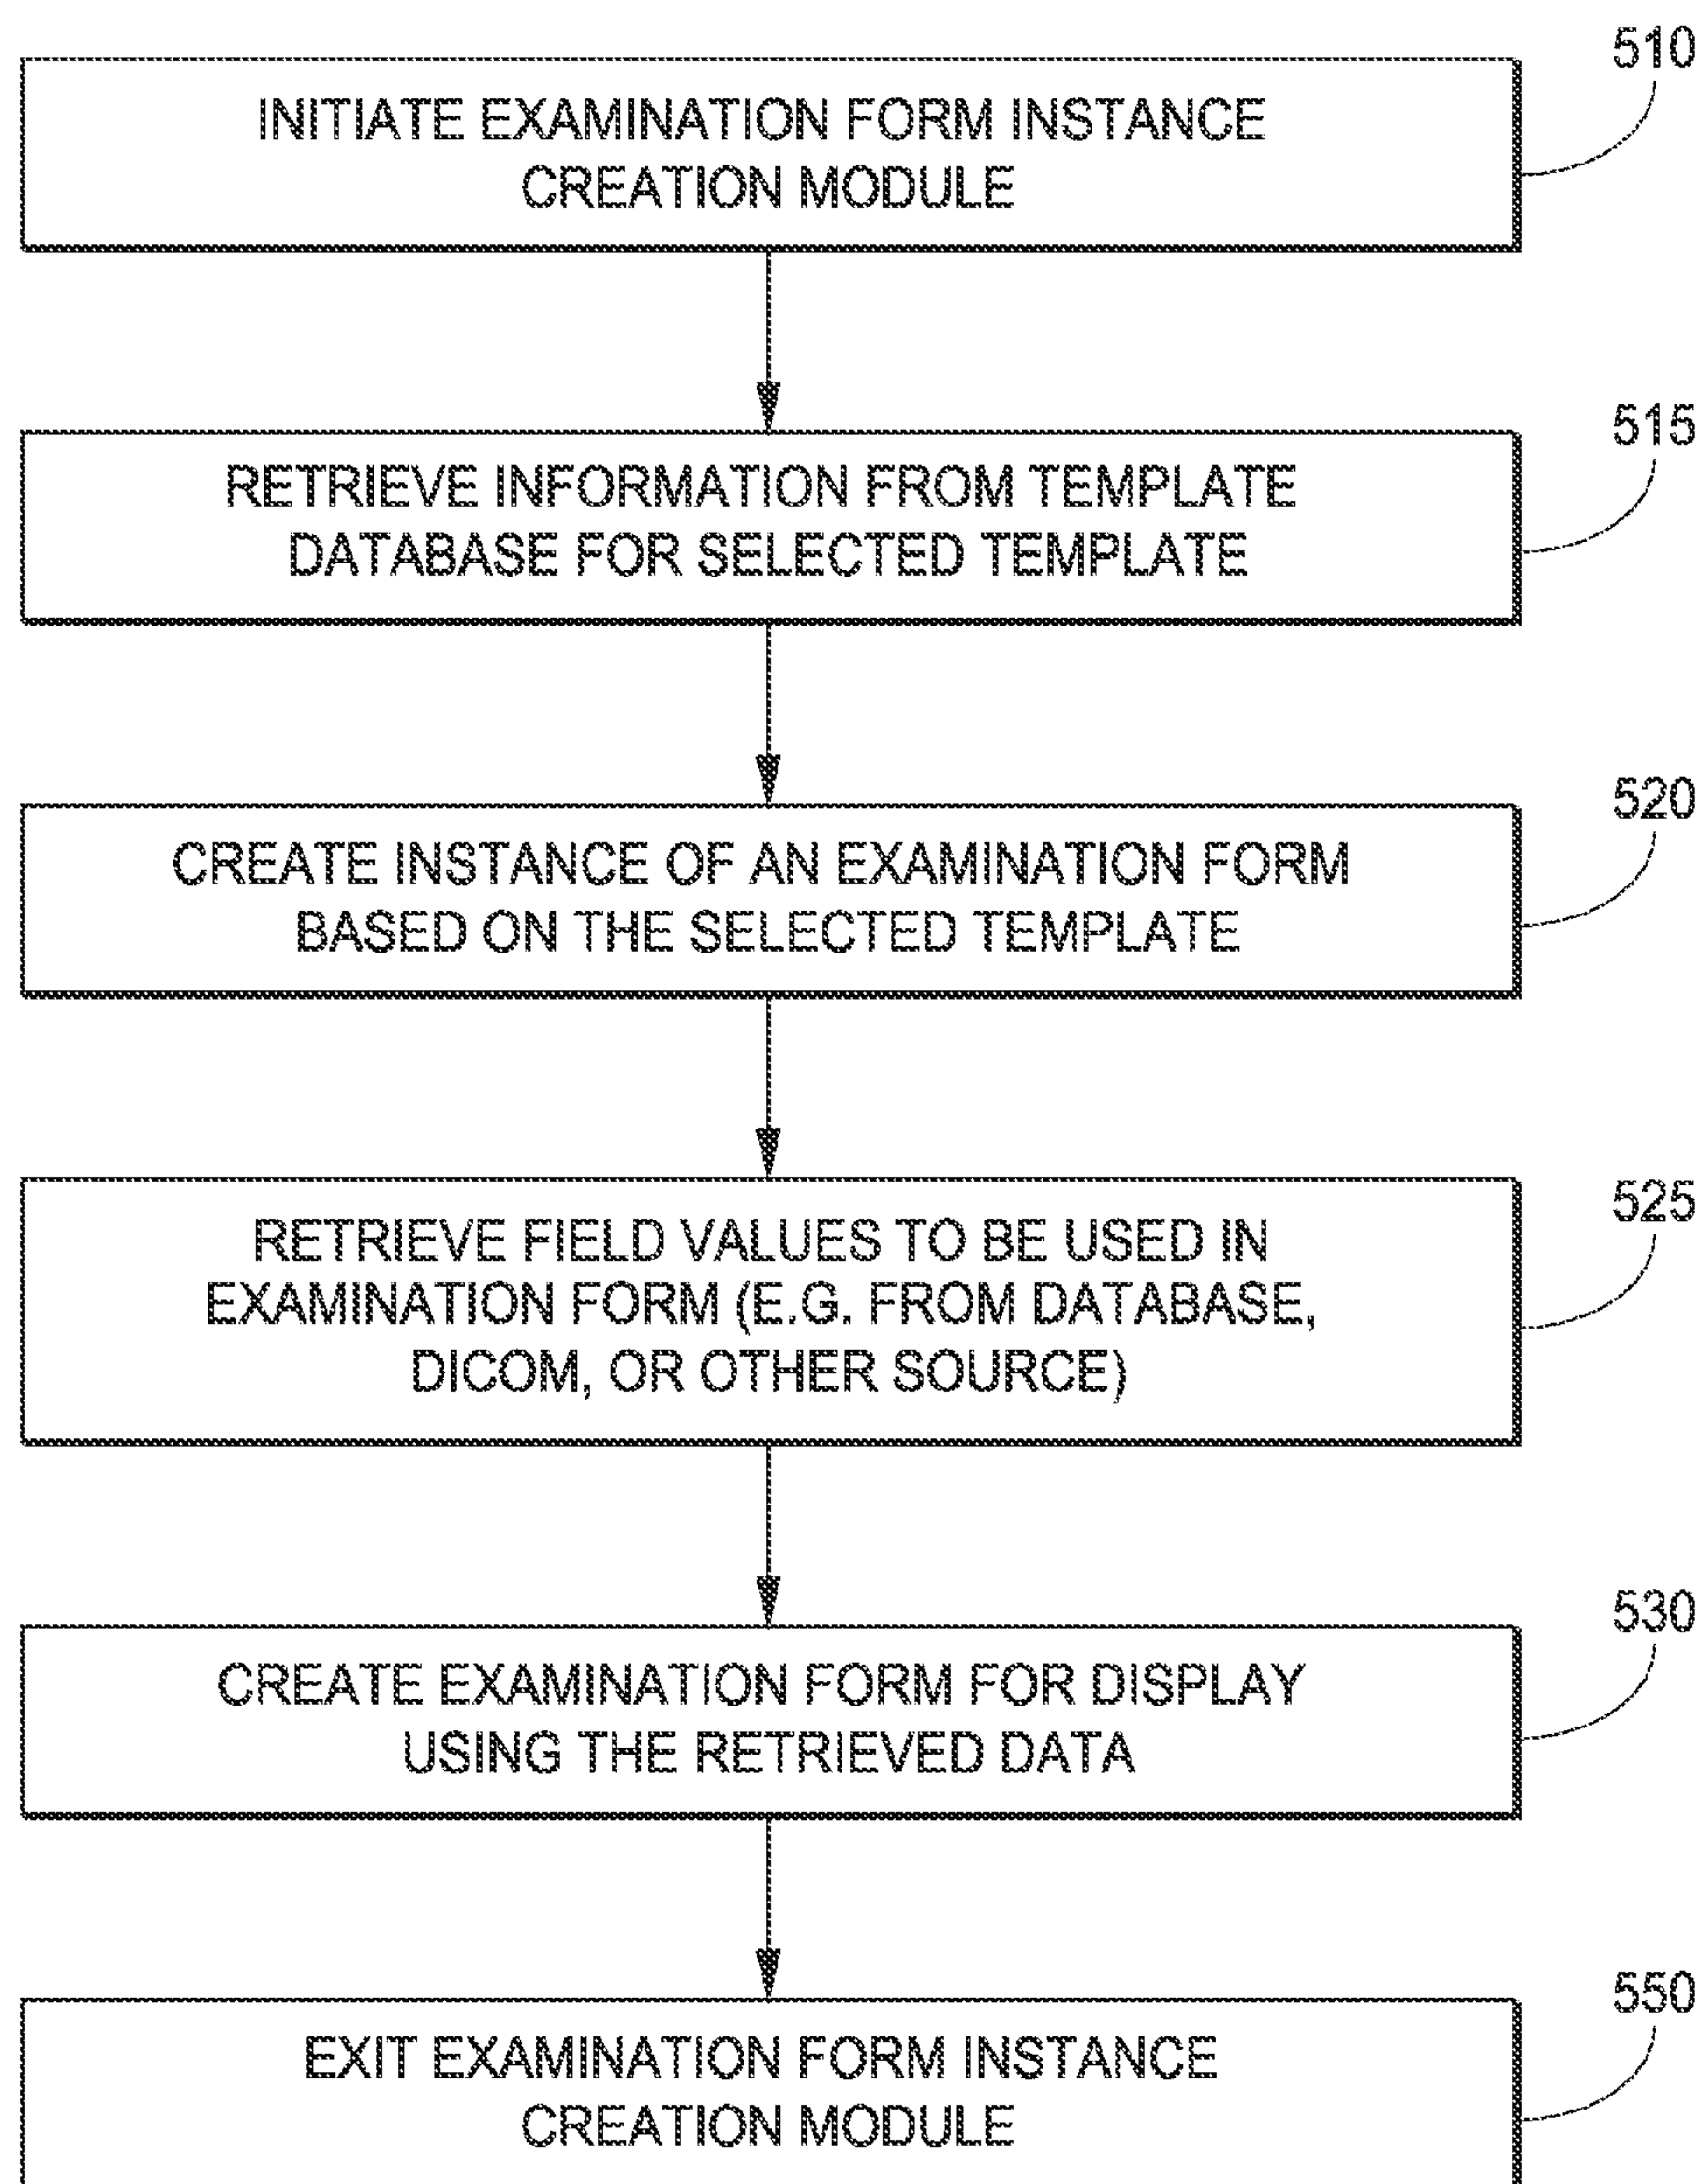 510
INITIATE EXAMINATION FORM INSTANCE
CREATION MODULE
515
RETRIEVE INFORMATION FROM TEMPLATE
DATABASE FOR SELECTED TEMPLATE
520
CREATE INSTANCE OF AN EXAMINATION FORM
BASED ON THE SELECTED TEMPLATE
525
RETRIEVE FIELD VALUES TO BE USED IN
EXAMINATION FORM (E.G. FROM DATABASE,
DICOM, OR OTHER SOURCE)
530
CREATE EXAMINATION FORM FOR DISPLAY
USING THE RETRIEVED DATA
550
EXIT EXAMINATION FORM INSTANCE
CREATION MODULE